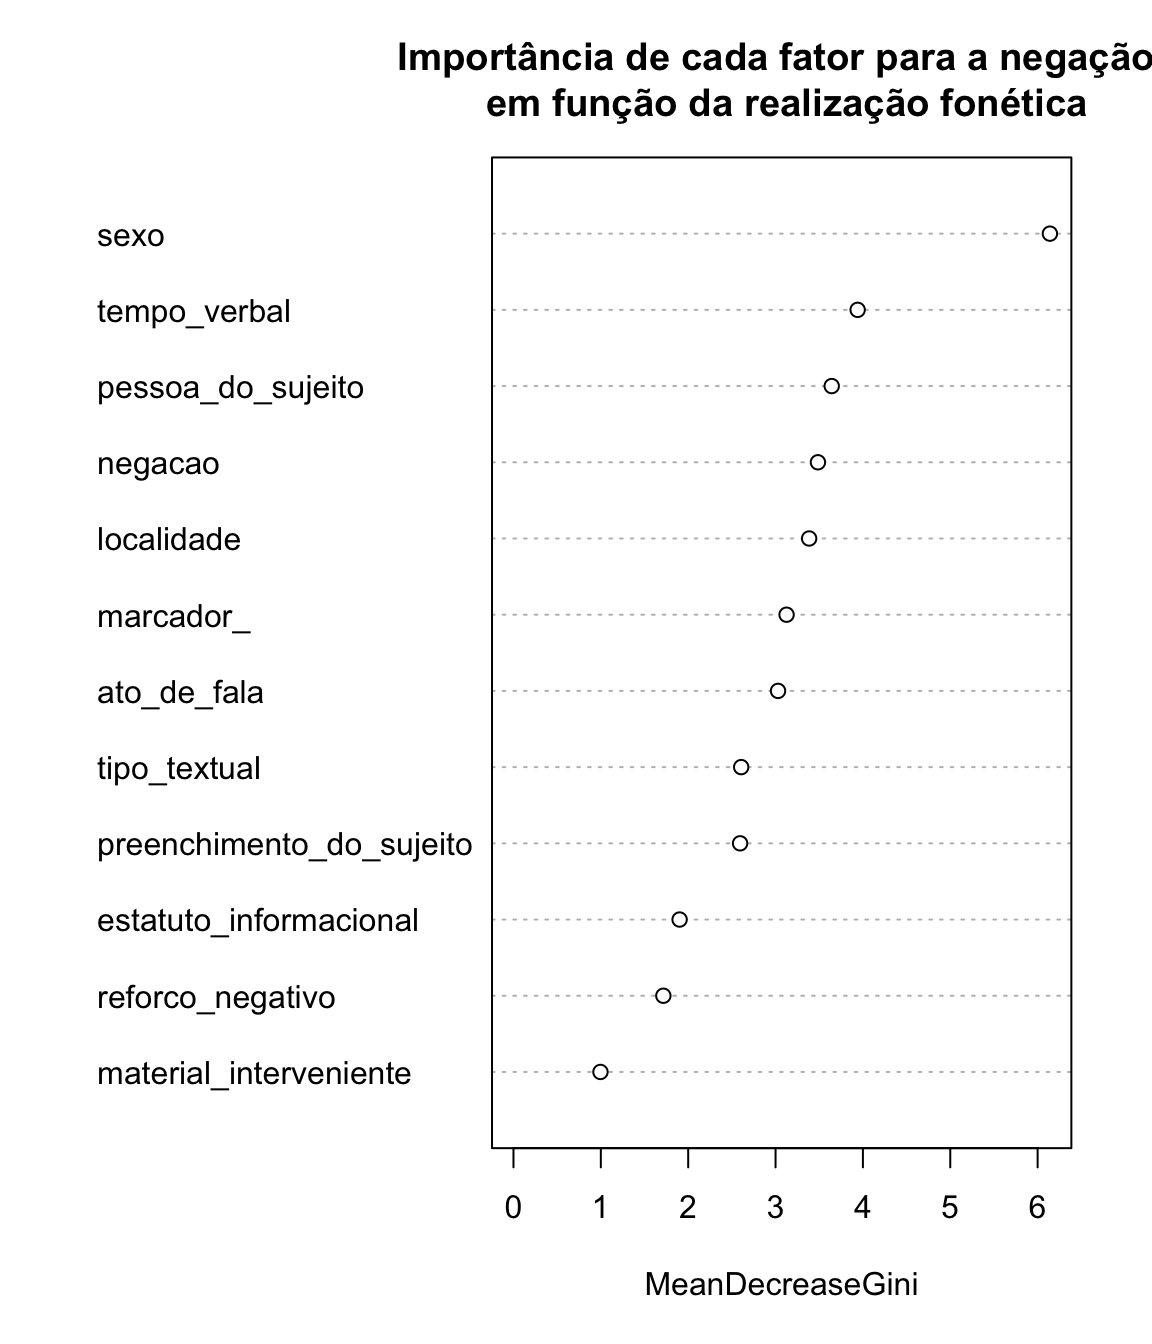 Importância de cada fator para a negação
em função da realização fonética
sexo
tempo_verbal
pessoa_do_sujeito
negacao
localidade
marcador_
ato_de_fala
tipo_textual
preenchimento_do_sujeito
estatuto_informacional
reforco_negativo
material_interveniente
0 1 2 3 4 5 6
MeanDecreaseGini